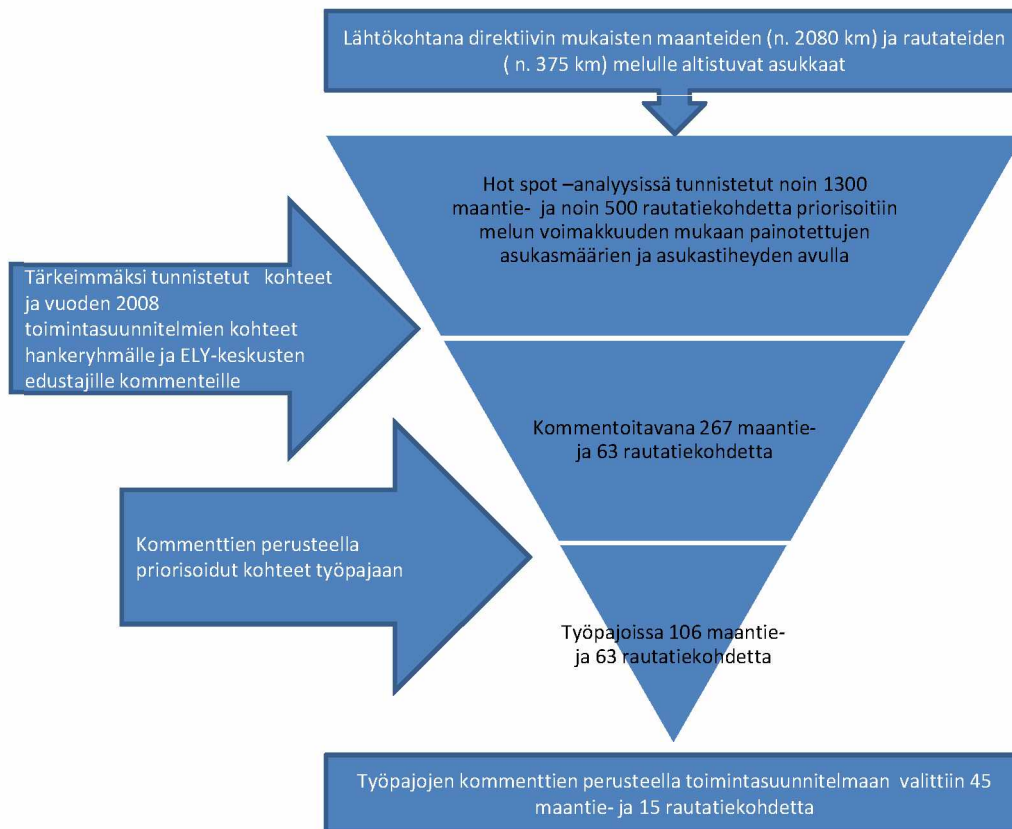 Lähtökohtana direktiivin mukaisten maanteiden (n. 2080 km) ja rautateiden
( n. 375 km) melulle altistuvat asukkaat
Hot spot –analyysissä tunnistetut noin 1300
maantie- ja noin 500 rautatiekohdetta priorisoitiin
melun voimakkuuden mukaan painotettujen
asukasmäärien ja asukastiheyden avulla
Tärkeimmäksi tunnistetut kohteet
ja vuoden 2008
toimintasuunnitelmien kohteet
hankeryhmälle ja ELY-keskusten
edustajille kommenteille
Kommentoitavana 267 maantie-
ja 63 rautatiekohdetta
Kommenttien perusteella
priorisoidut kohteet työpajaan
Työpajoissa 106 maantie-
ja 63 rautatiekohdetta
Työpajojen kommenttien perusteella toimintasuunnitelmaan valittiin 45
maantie- ja 15 rautatiekohdetta